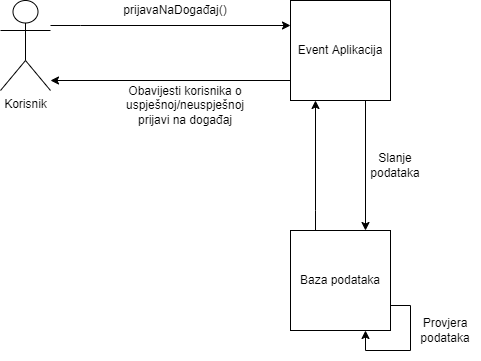 prijavaNaDogađaj()
Event Aplikacija
Korisnik
Obavijesti korisnika o
uspješnoj/neuspješnoj
prijavi na događaj
Slanje
podataka
Baza podataka
Provjera
podataka